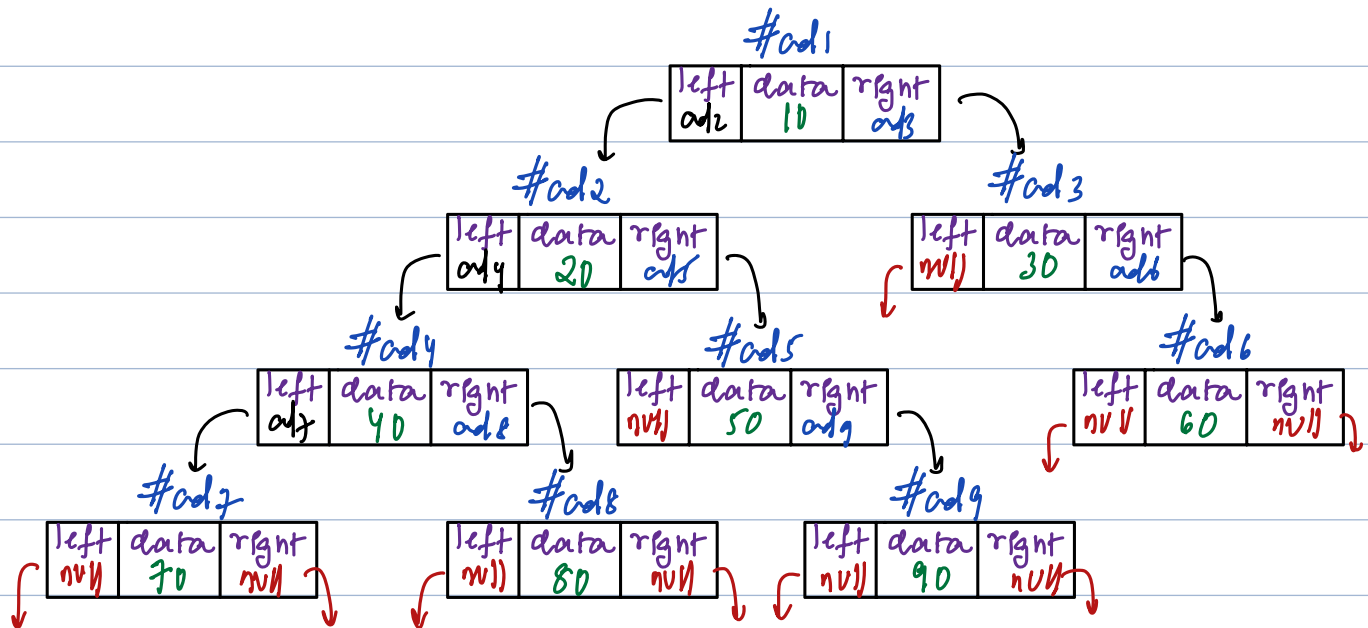 #ad1
left data right
ad2 10 ad3
#ad2 #ad3
left data right left data right
ad4 20 ad5 null 30 ad6
#ad4 #ad5 #ad6
left data right left data right left data right
ad7 40 ad8 null 50 ad9 null 60 null
#ad7 #ad8 #ad9
left data right left data right left data right
null 70 null null 80 null null 90 null